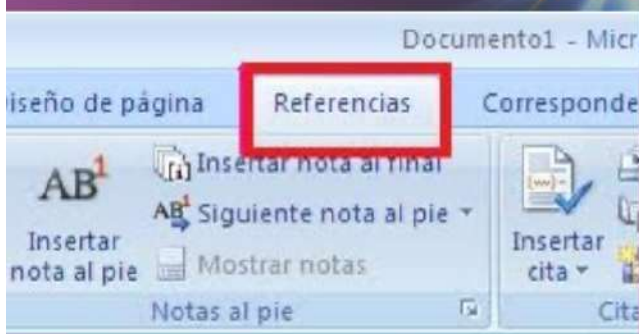 Documento1 - Micr
iseño de página Referencias Corresponde
AB1 Insertar nota al final
AB1 Siguiente nota al pie
Insertar nota al pie Mostrar notas
Insertar cita
Notas al pie Cita